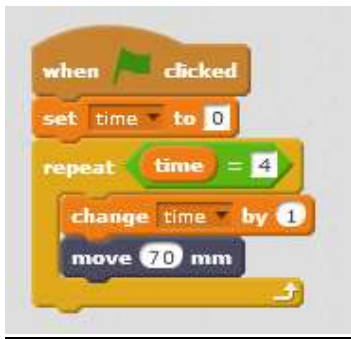 when clicked
set time to 0
repeat time = 4
change time by 1
move 70 mm